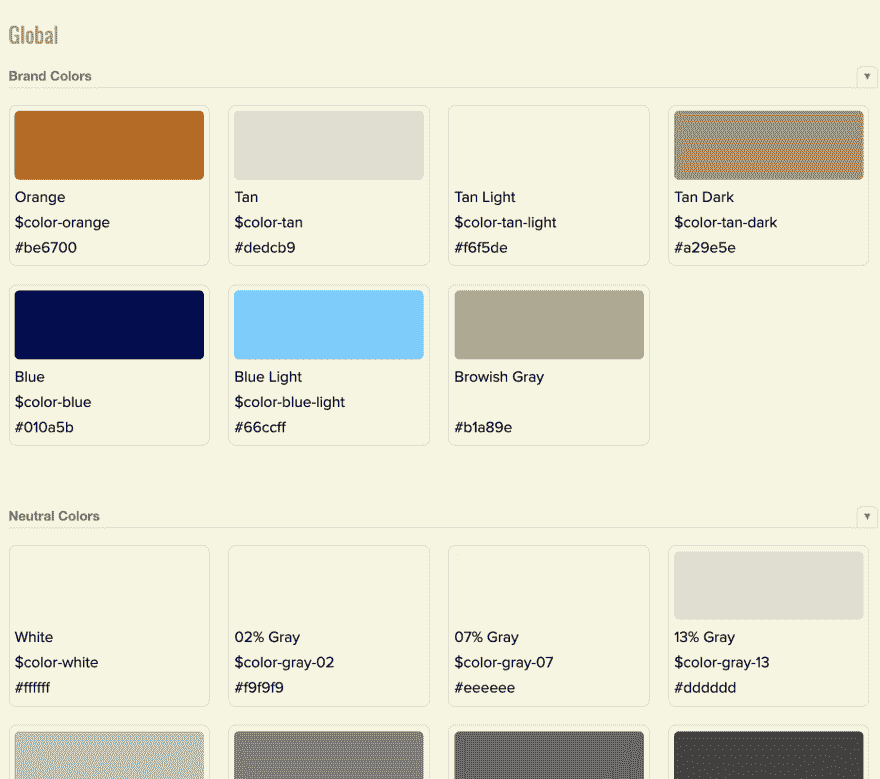 Global
Brand Colors
▼
Orange
$color-orange
#be6700
Tan
$color-tan
#dedcb9
Tan Light
$color-tan-light
#f6f5de
Tan Dark
$color-tan-dark
#a29e5e
Blue
$color-blue
#010a5b
Blue Light
$color-blue-light
#66ccff
Browish Gray
#b1a89e
Neutral Colors
▼
White
$color-white
#ffffff
02% Gray
$color-gray-02
#f9f9f9
07% Gray
$color-gray-07
#eeeeee
13% Gray
$color-gray-13
#dddddd